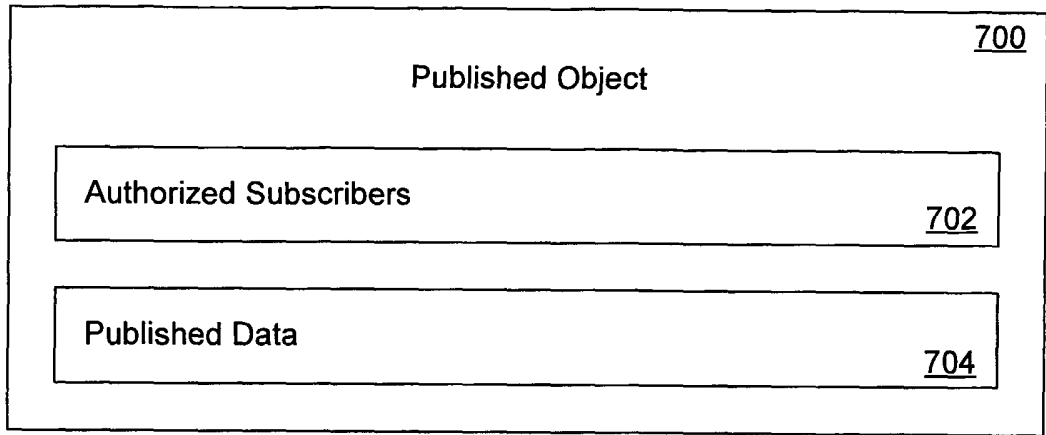 700
Published Object
Authorized Subscribers
702
Published Data
704